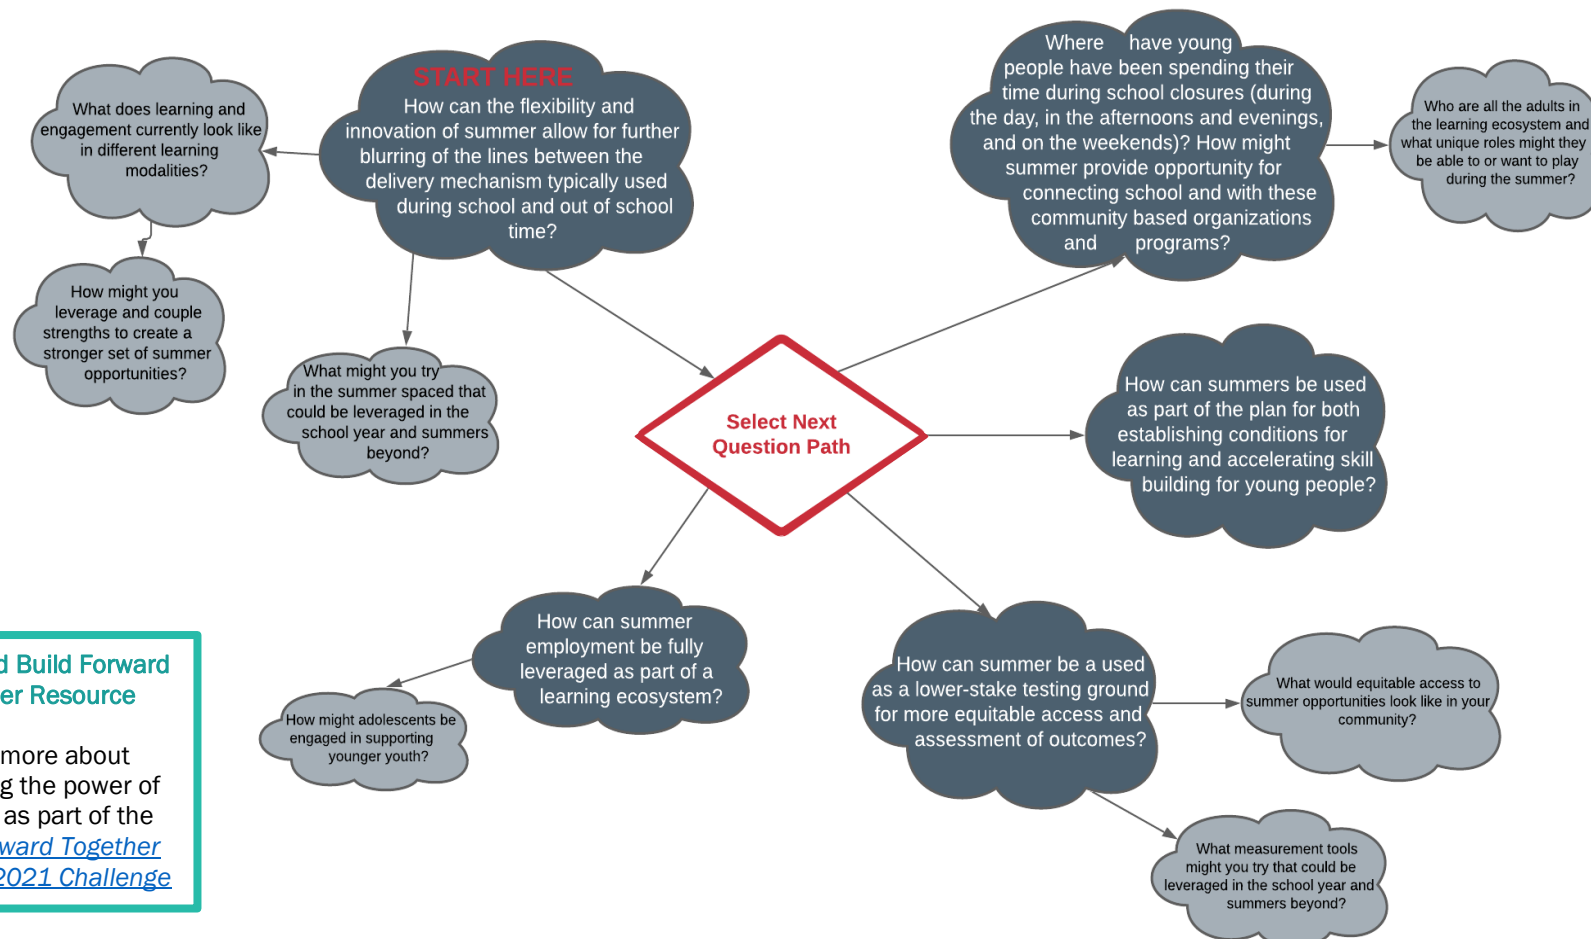 START HERE
How can the flexibility and
innovation of summer allow for further
blurring of the lines between the
delivery mechanism typically used
during school and out of school
time?
What does learning and
engagement currently look like
in different learning
modalities?
How might you
leverage and couple
strengths to create a
stronger set of summer
opportunities?
What might you try
in the summer spaced that
could be leveraged in the
school year and summers
beyond?
Select Next
Question Path
Where have young
people have been spending their
time during school closures (during
the day, in the afternoons and evenings,
and on the weekends)? How might
summer provide opportunity for
connecting school and with these
community based organizations
and programs?
Who are all the adults in
the learning ecosystem and
what unique roles might they
be able to or want to play
during the summer?
How can summers be used
as part of the plan for both
establishing conditions for
learning and accelerating skill
building for young people?
How can summer
employment be fully
leveraged as part of a
learning ecosystem?
How might adolescents be
engaged in supporting
younger youth?
How can summer be a used
as a lower-stake testing ground
for more equitable access and
assessment of outcomes?
What would equitable access to
summer opportunities look like in your
community?
What measurement tools
might you try that could be
leveraged in the school year and
summers beyond?
Build Forward
Resource
more about
the power of
as part of the
Together
2021 Challenge